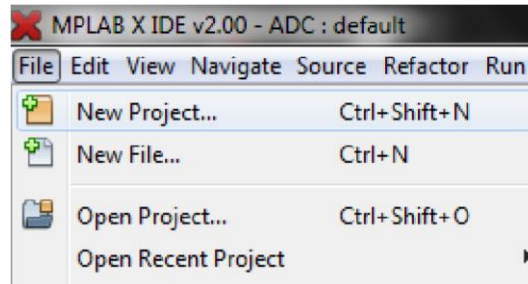 MPLAB X IDE v2.00 - ADC : default
File Edit View Navigate Source Refactor Run
New Project... Ctrl+Shift+N
New File... Ctrl+N
Open Project... Ctrl+Shift+O
Open Recent Project